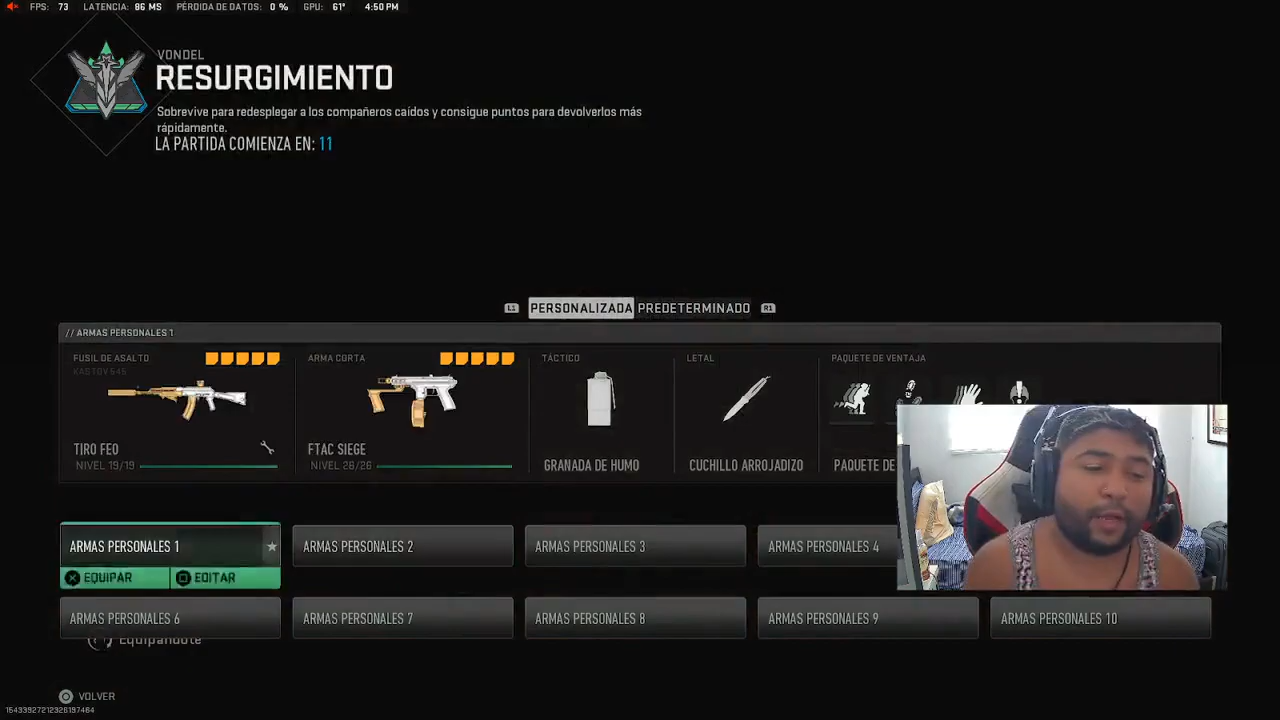 FPS: 73 LATENCIA: 86 MS PÉRDIDA DE DATOS: 0 % GPU: 61° 4:50 PM
VONDEL
RESURGIMIENTO
Sobrevive para redesplegar a los compañeros caídos y consigue puntos para devolverlos más
rápidamente.
LA PARTIDA COMIENZA EN: 11
L1 PERSONALIZADA PREDETERMINADO R1
// ARMAS PERSONALES 1
FUSIL DE ASALTO ARMA CORTA TÁCTICO LETAL PAQUETE DE VENTAJA
KASTOV 545
TIRO FEO FTAC SIEGE
NIVEL 19/19 NIVEL 26/26 GRANADA DE HUMO CUCHILLO ARROJADIZO PAQUETE DE
ARMAS PERSONALES 1 ARMAS PERSONALES 2 ARMAS PERSONALES 3 ARMAS PERSONALES 4
EQUIPAR EDITAR
ARMAS PERSONALES 6 ARMAS PERSONALES 7 ARMAS PERSONALES 8 ARMAS PERSONALES 9 ARMAS PERSONALES 10
Equipándote
VOLVER